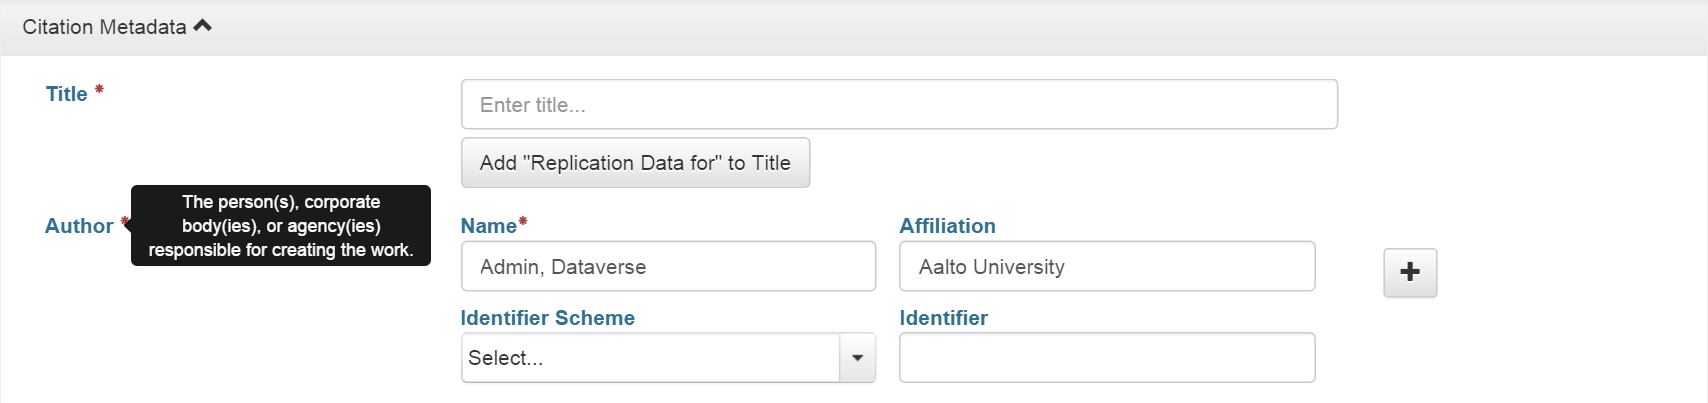 Citation Metadata
Title *
Enter title...
Add "Replication Data for" to Title
Author *
The person(s), corporate
body(ies), or agency(ies)
responsible for creating the work.
Name* Affiliation
Admin, Dataverse Aalto University
+
Identifier Scheme Identifier
Select...